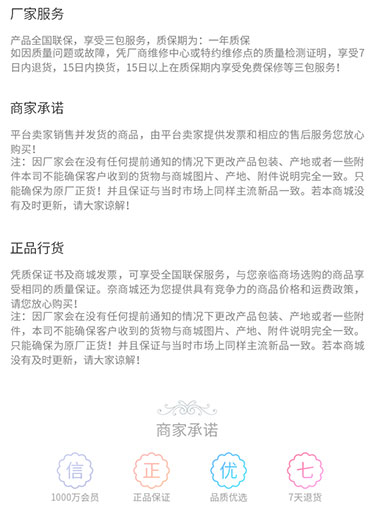 厂家服务
产品全国联保，享受三包服务，质保期为：一年质保
如因质量问题或故障，凭厂商维修中心或特约维修点的质量检测证明，享受7
日内退货，15日内换货，15日以上在质保期内享受免费保修等三包服务！
商家承诺
平台卖家销售并发货的商品，由平台卖家提供发票和相应的售后服务您放心
购买！
注：因厂家会在没有任何提前通知的情况下更改产品包装、产地或者一些附
件本司不能确保客户收到的货物与商城图片、产地、附件说明完全一致。只
能确保为原厂正货！并且保证与当时市场上同样主流新品一致。若本商城没
有及时更新，请大家谅解！
正品行货
凭质保证书及商城发票，可享受全国联保服务，与您亲临商场选购的商品享
受相同的质量保证。奈商城还为您提供具有竞争力的商品价格和运费政策，
请您放心购买！
注：因厂家会在没有任何提前通知的情况下更改产品包装、产地或者一些附
件，本司不能确保客户收到的货物与商城图片、产地、附件说明完全一致。
只能确保为原厂正货！并且保证与当时市场上同样主流新品一致。若本商城
没有及时更新，请大家谅解！
商家承诺
信 正 优 七
1000万会员 正品保证 品质优选 7天退货